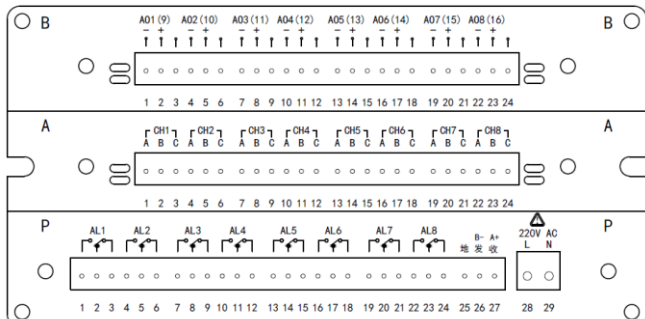 B A01(9) A02(10) A03(11) A04(12) A05(13) A06(14) A07(15) A08(16) B
− + − + − + − + − + − + − + − +
1 2 3 4 5 6 7 8 9 10 11 12 13 14 15 16 17 18 19 20 21 22 23 24
A CH1 CH2 CH3 CH4 CH5 CH6 CH7 CH8 A
A B C A B C A B C A B C A B C A B C A B C A B C
1 2 3 4 5 6 7 8 9 10 11 12 13 14 15 16 17 18 19 20 21 22 23 24
P AL1 AL2 AL3 AL4 AL5 AL6 AL7 AL8 220V AC P
B- A+ L N
地 发 收
1 2 3 4 5 6 7 8 9 10 11 12 13 14 15 16 17 18 19 20 21 22 23 24 25 26 27 28 29